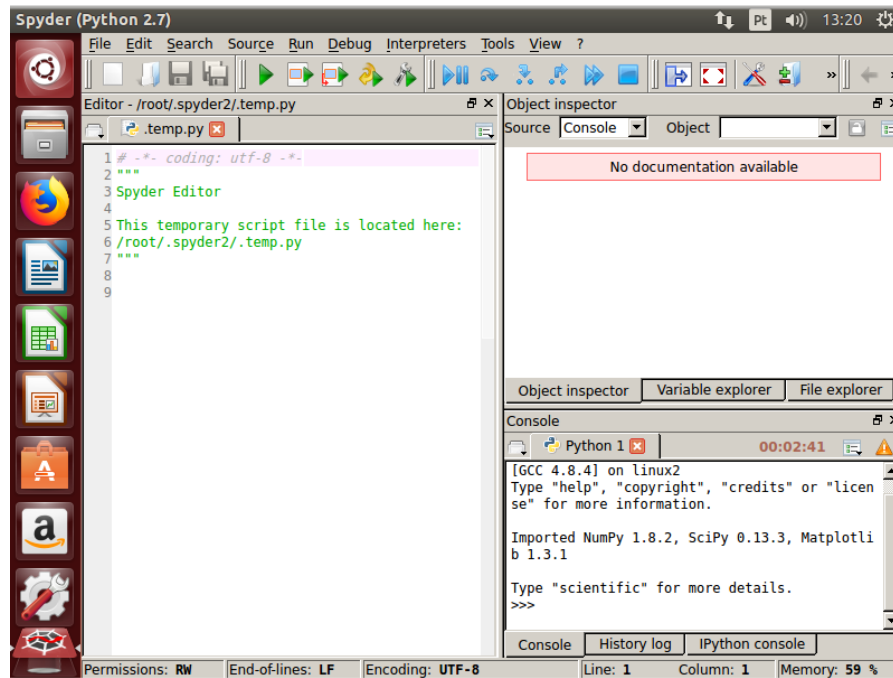 Spyder (Python 2.7)
Pt
13:20
File Edit Search Source Run Debug Interpreters Tools View ?
»
Editor - /root/.spyder2/.temp.py
.temp.py
1 # -*- coding: utf-8 -*-
2 """
3 Spyder Editor
4
5 This temporary script file is located here:
6 /root/.spyder2/.temp.py
7 """
8
9
Object inspector
Source Console Object
No documentation available
Object inspector Variable explorer File explorer
Console
Python 1 00:02:41
[GCC 4.8.4] on linux2
Type "help", "copyright", "credits" or "licen
se" for more information.
Imported NumPy 1.8.2, SciPy 0.13.3, Matplotli
b 1.3.1
Type "scientific" for more details.
>>>
Console History log IPython console
Permissions: RW End-of-lines: LF Encoding: UTF-8 Line: 1 Column: 1 Memory: 59 %